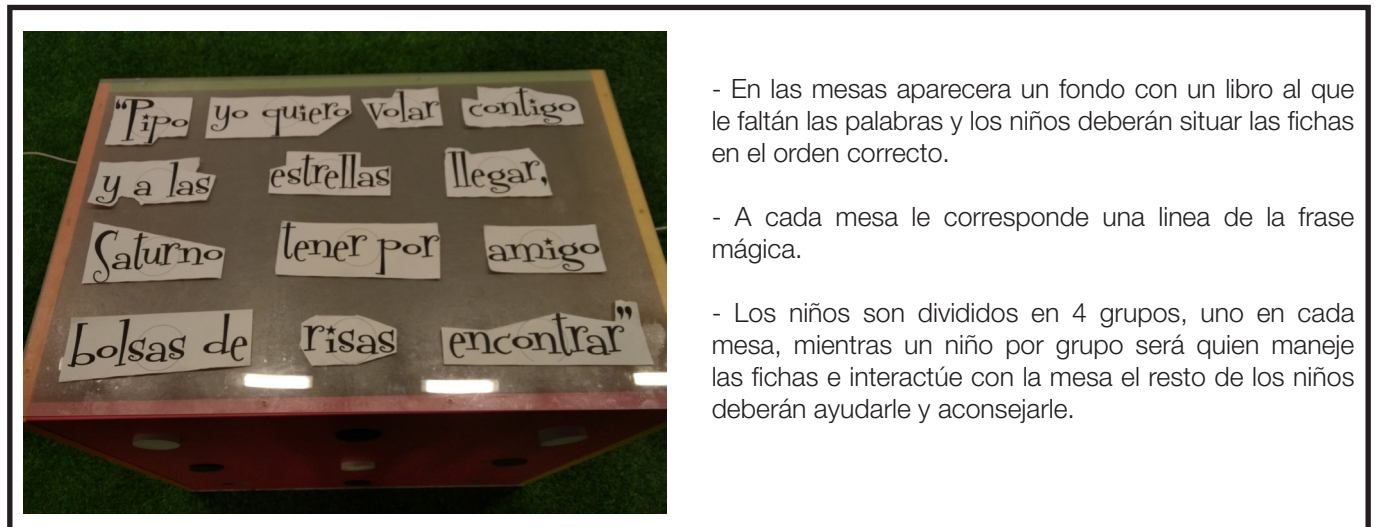 “Pipo yo quiero volar contigo
y a las estrellas llegar,
Saturno tener por amigo
bolsas de risas encontrar”
- En las mesas aparecera un fondo con un libro al que
le faltán las palabras y los niños deberán situar las fichas
en el orden correcto.
- A cada mesa le corresponde una linea de la frase
mágica.
- Los niños son divididos en 4 grupos, uno en cada
mesa, mientras un niño por grupo será quien maneje
las fichas e interactúe con la mesa el resto de los niños
deberán ayudarle y aconsejarle.